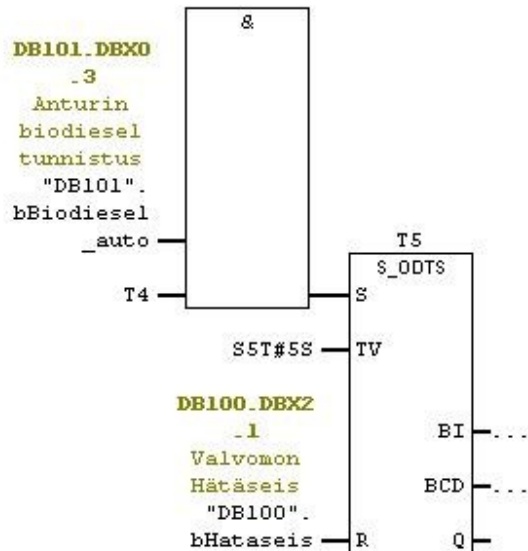 &
DB101.DBX0
.3
Anturin
biodiesel
tunnistus
"DB101".
bBiodiesel
_auto
T4
T5
S_ODTS
S
S5T#5S
TV
DB100.DBX2
.1
Valvomon
Hätäseis
"DB100".
bHataseis
R
BI
...
BCD
...
Q